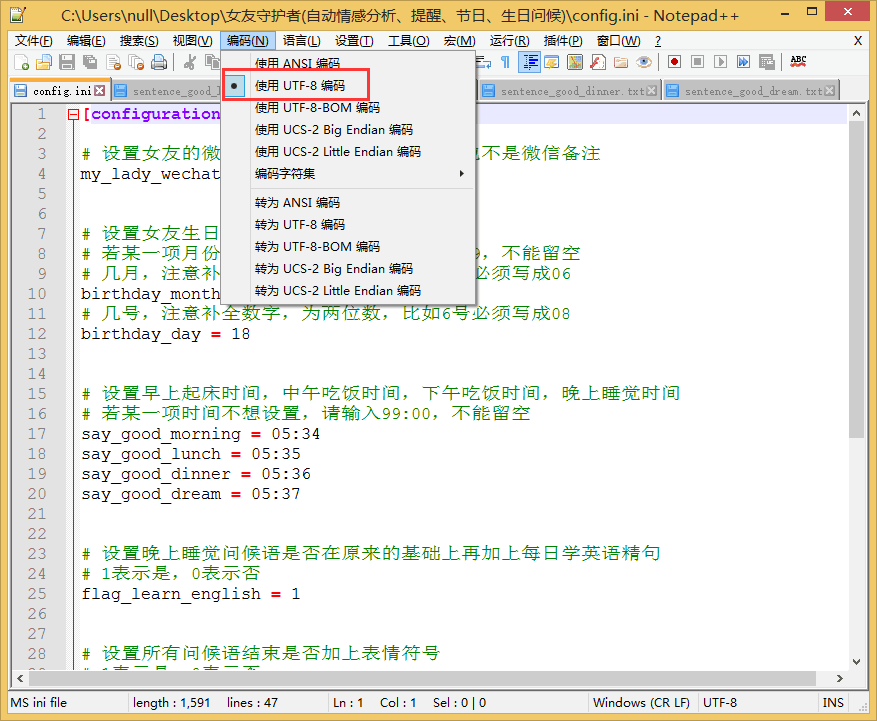 C:\Users\null\Desktop\女友守护者(自动情感分析、提醒、节日、生日问候)\config.ini - Notepad++
文件(F) 编辑(E) 搜索(S) 视图(V) 编码(N) 语言(L) 设置(T) 工具(O) 宏(M) 运行(R) 插件(P) 窗口(W) ? X
使用 ANSI 编码
使用 UTF-8 编码
使用 UTF-8-BOM 编码
使用 UCS-2 Big Endian 编码
使用 UCS-2 Little Endian 编码
编码字符集
转为 ANSI 编码
转为 UTF-8 编码
转为 UTF-8-BOM 编码
转为 UCS-2 Big Endian 编码
转为 UCS-2 Little Endian 编码
ABC
config.ini sentence_good_l sentence_good_dinner.txt sentence_good_dream.txt
1 [configuration
2
3 # 设置女友的微 不是微信备注
4 my_lady_wechat
5
6
7 # 设置女友生日
8 # 若某一项月份 9，不能留空
9 # 几月，注意补 必须写成06
10 birthday_month
11 # 几号，注意补全数字，为两位数，比如6号必须写成08
12 birthday_day = 18
13
14
15 # 设置早上起床时间，中午吃饭时间，下午吃饭时间，晚上睡觉时间
16 # 若某一项时间不想设置，请输入99:00，不能留空
17 say_good_morning = 05:34
18 say_good_lunch = 05:35
19 say_good_dinner = 05:36
20 say_good_dream = 05:37
21
22
23 # 设置晚上睡觉问候语是否在原来的基础上再加上每日学英语精句
24 # 1表示是，0表示否
25 flag_learn_english = 1
26
27
28 # 设置所有问候语结束是否加上表情符号
MS ini file length : 1,591 lines : 47 Ln : 1 Col : 1 Sel : 0 | 0 Windows (CR LF) UTF-8 INS